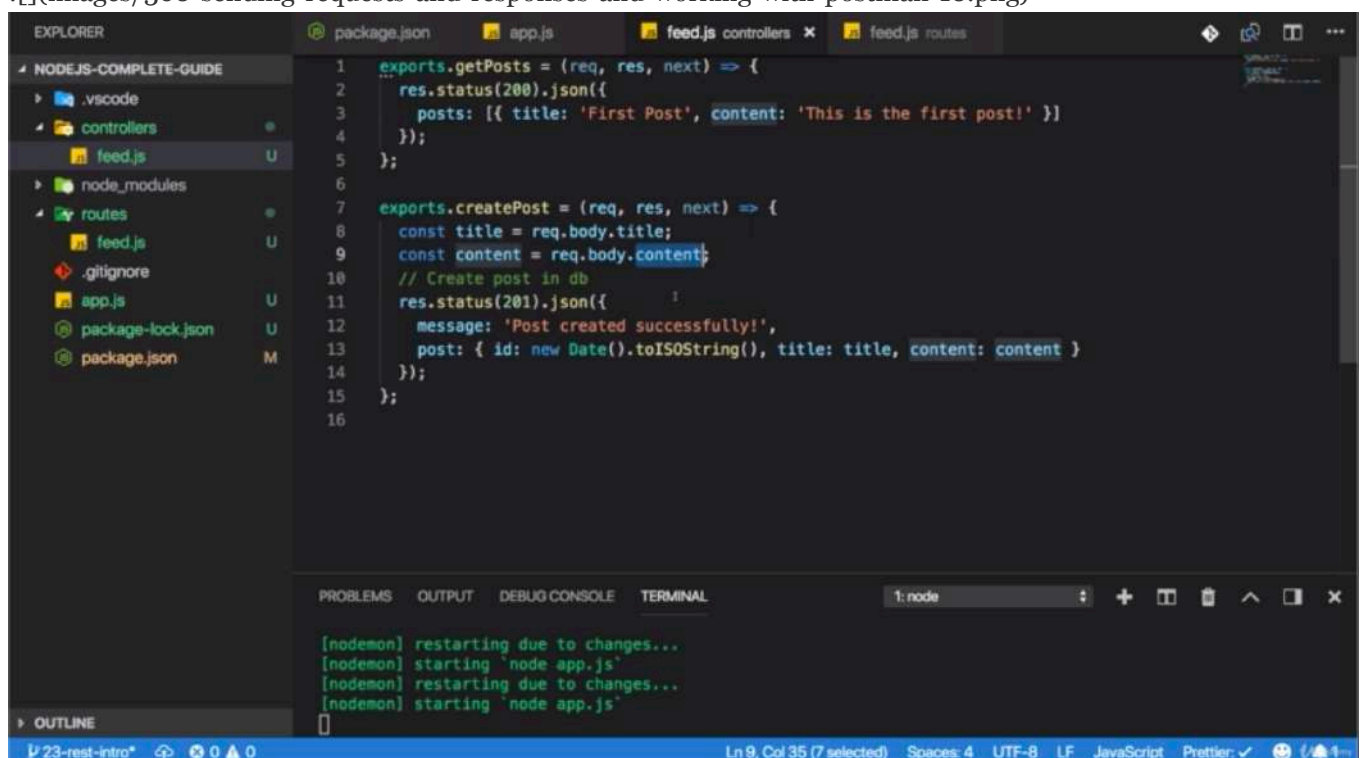 EXPLORER
NODEJS-COMPLETE-GUIDE
.vscode
controllers
feed.js U
node_modules
routes
feed.js U
.gitignore
app.js U
package-lock.json U
package.json M
OUTLINE
package.json app.js feed.js controllers × feed.js routes
1 exports.getPosts = (req, res, next) => {
2 res.status(200).json({
3 posts: [{ title: 'First Post', content: 'This is the first post!' }]
4 });
5 };
6
7 exports.createPost = (req, res, next) => {
8 const title = req.body.title;
9 const content = req.body.content;
10 // Create post in db
11 res.status(201).json({
12 message: 'Post created successfully!',
13 post: { id: new Date().toISOString(), title: title, content: content }
14 });
15 };
16
PROBLEMS OUTPUT DEBUG CONSOLE TERMINAL 1: node
[nodemon] restarting due to changes...
[nodemon] starting `node app.js`
[nodemon] restarting due to changes...
[nodemon] starting `node app.js`
23-rest-intro* 0 0 Ln 9, Col 35 (7 selected) Spaces: 4 UTF-8 LF JavaScript Prettier: ✓